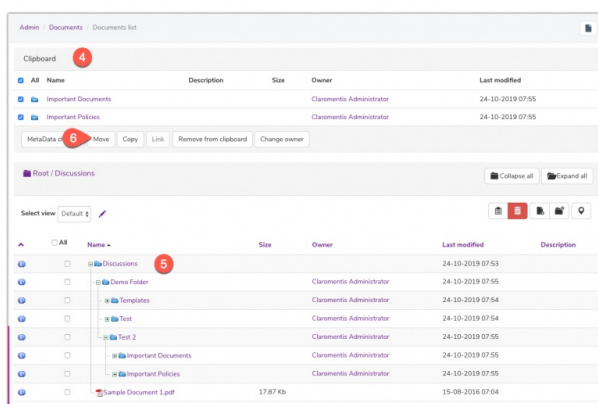 Admin / Documents / Documents list
Clipboard 4
All Name Description Size Owner Last modified
Important Documents Claromentis Administrator 24-10-2019 07:55
Important Policies Claromentis Administrator 24-10-2019 07:55
MetaData 6 Move Copy Link Remove from clipboard Change owner
Root / Discussions Collapse all Expand all
Select view Default
All Name Size Owner Last modified Description
Discussions 5 24-10-2019 07:53
Demo Folder Claromentis Administrator 24-10-2019 07:55
Templates Claromentis Administrator 24-10-2019 07:54
Test Claromentis Administrator 24-10-2019 07:54
Test 2 Claromentis Administrator 24-10-2019 07:55
Important Documents Claromentis Administrator 24-10-2019 07:55
Important Policies Claromentis Administrator 24-10-2019 07:55
Sample Document 1.pdf 17.87 Kb 15-08-2016 07:04